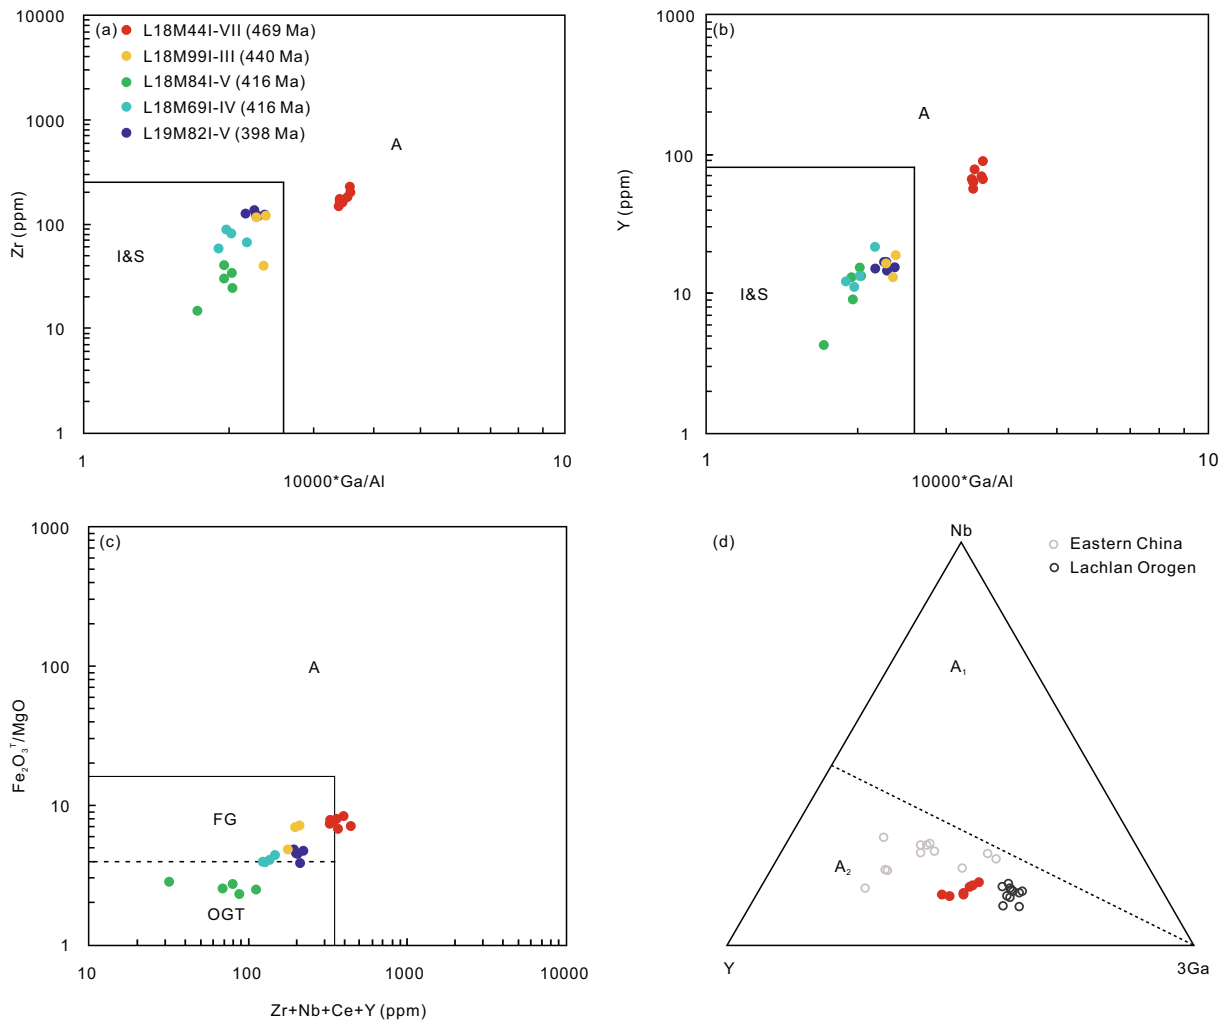 10000
1000
100
10
1
Zr (ppm)
(a)
L18M44I-VII (469 Ma)
L18M99I-III (440 Ma)
L18M84I-V (416 Ma)
L18M69I-IV (416 Ma)
L19M82I-V (398 Ma)
A
I&S
1
10
10000*Ga/Al
1000
100
10
1
Y (ppm)
(b)
A
I&S
1
10
10000*Ga/Al
1000
100
10
1
Fe₂O₃ᵀ/MgO
(c)
A
FG
OGT
10
100
1000
10000
Zr+Nb+Ce+Y (ppm)
(d)
Nb
Eastern China
Lachlan Orogen
A₁
A₂
Y
3Ga